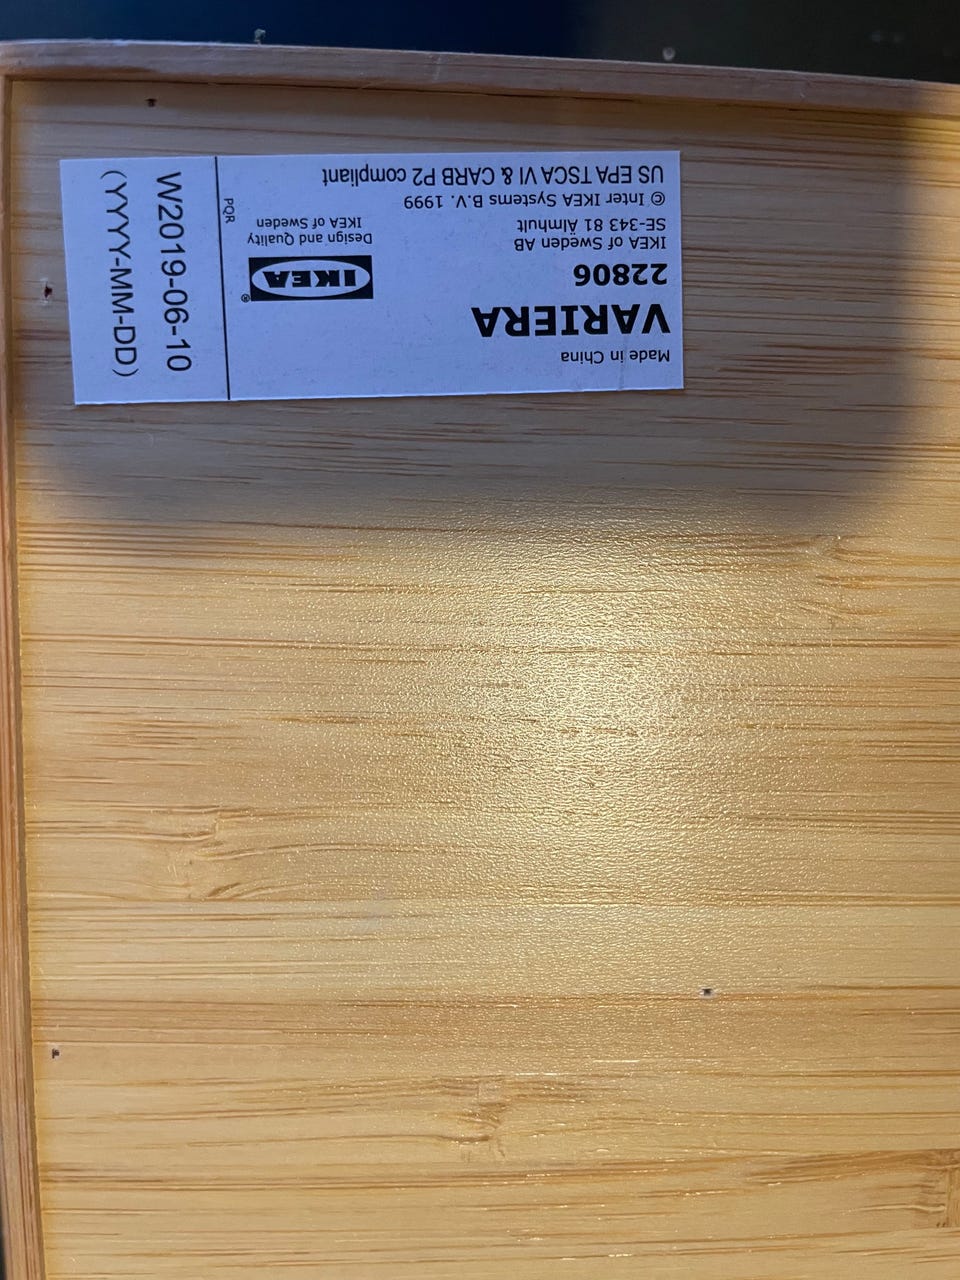 Made in China
VARIERA
22806
IKEA of Sweden AB
SE-343 81 Älmhult
© Inter IKEA Systems B.V. 1999
US EPA TSCA VI & CARB P2 compliant
IKEA®
Design and Quality
IKEA of Sweden
PQR
W2019-06-10
(YYYY-MM-DD)